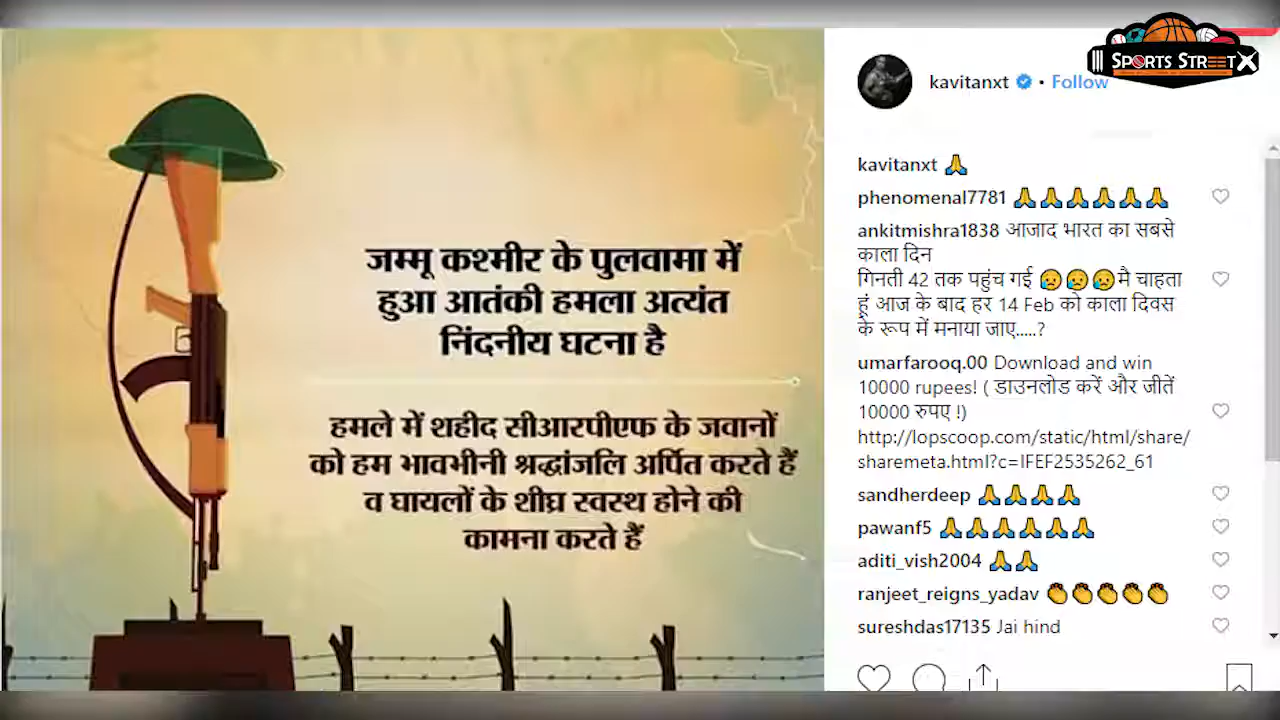 SPORTS STREET X
kavitanxt • Follow
जम्मू कश्मीर के पुलवामा में
हुआ आतंकी हमला अत्यंत
निंदनीय घटना है
हमले में शहीद सीआरपीएफ के जवानों
को हम भावभीनी श्रद्धांजलि अर्पित करते हैं
व घायलों के शीघ्र स्वस्थ होने की
कामना करते हैं
kavitanxt 🙏
phenomenal7781 🙏🙏🙏🙏🙏🙏
ankitmishra1838 आजाद भारत का सबसे
काला दिन
गिनती 42 तक पहुंच गई 😥😥😥मै चाहता
हूं आज के बाद हर 14 Feb को काला दिवस
के रूप में मनाया जाए.....?
umarfarooq.00 Download and win
10000 rupees! ( डाउनलोड करें और जीतें
10000 रुपए !)
http://lopscoop.com/static/html/share/
sharemeta.html?c=IFEF2535262_61
sandherdeep 🙏🙏🙏🙏
pawanf5 🙏🙏🙏🙏🙏🙏
aditi_vish2004 🙏🙏
ranjeet_reigns_yadav 👏👏👏👏👏
sureshdas17135 Jai hind